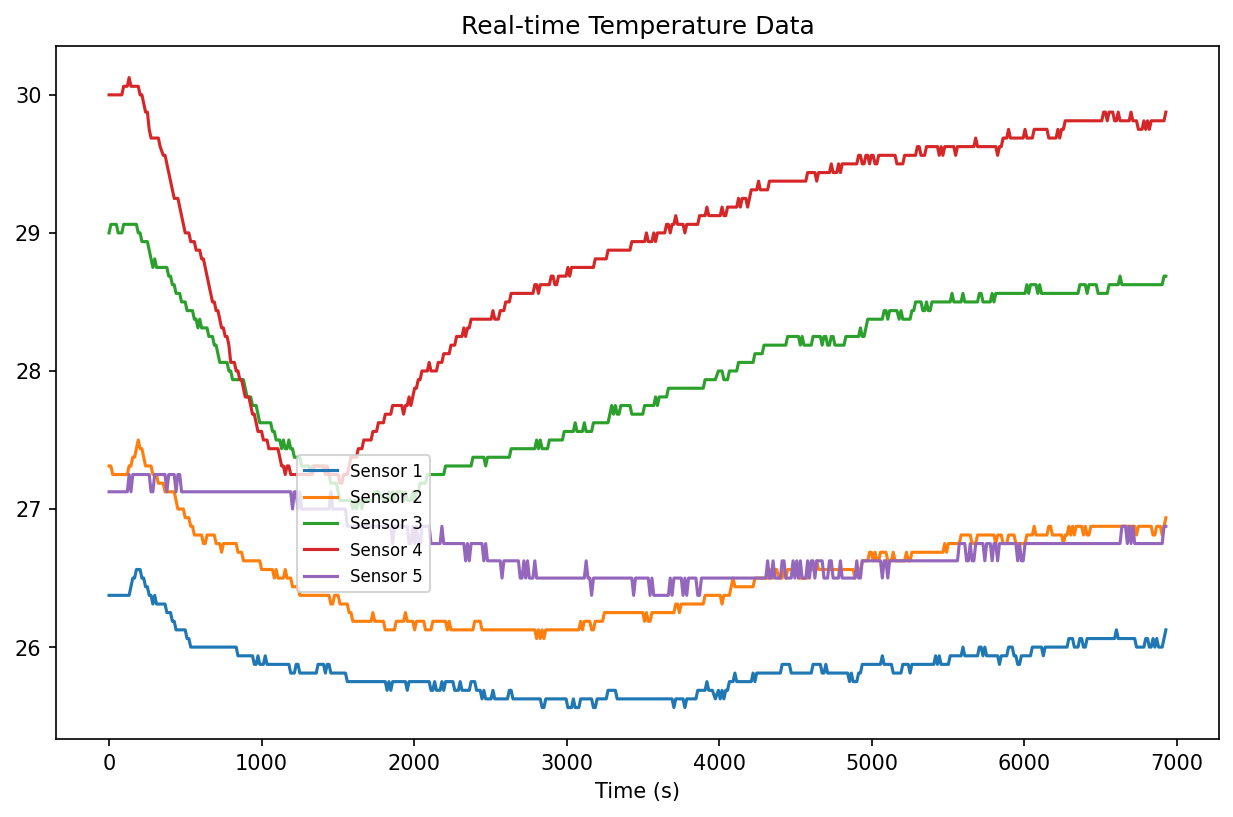 Real-time Temperature Data
30
29
28
27
26
Sensor 1
Sensor 2
Sensor 3
Sensor 4
Sensor 5
0 1000 2000 3000 4000 5000 6000 7000
Time (s)